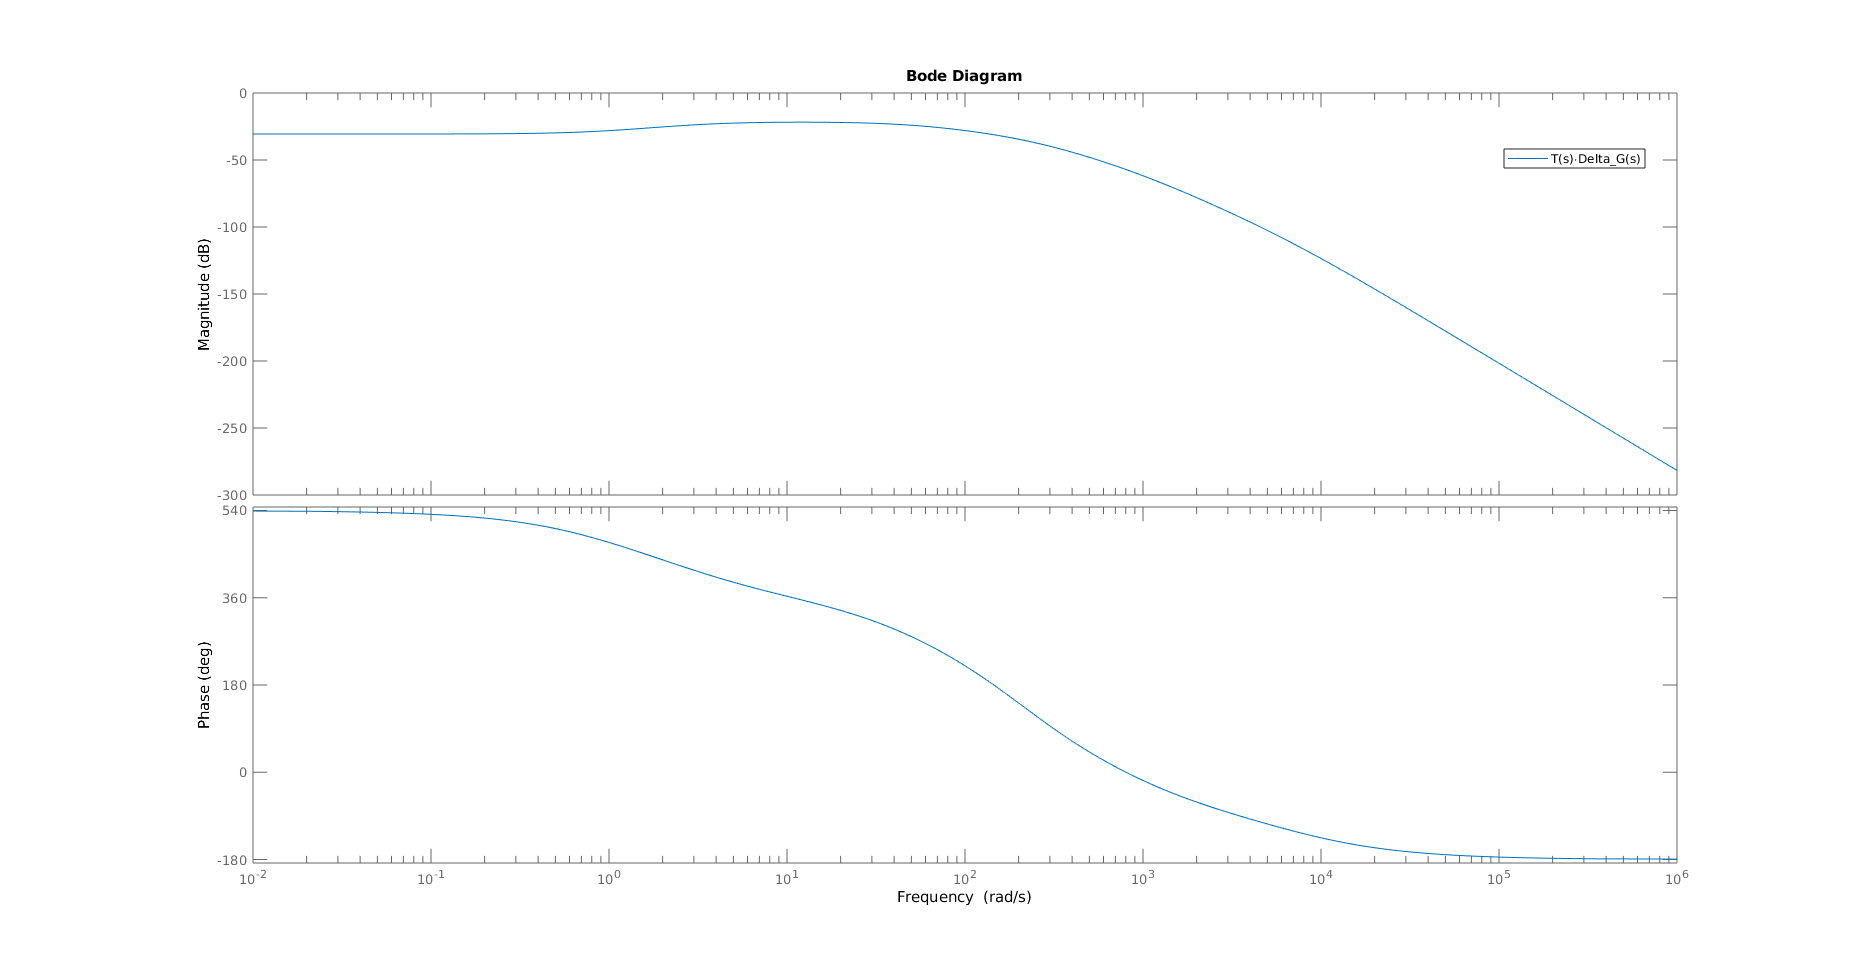 Bode Diagram
0
-50
-100
-150
-200
-250
-300
Magnitude (dB)
T(s)·Delta_G(s)
540
360
180
0
-180
Phase (deg)
10^-2 10^-1 10^0 10^1 10^2 10^3 10^4 10^5 10^6
Frequency (rad/s)